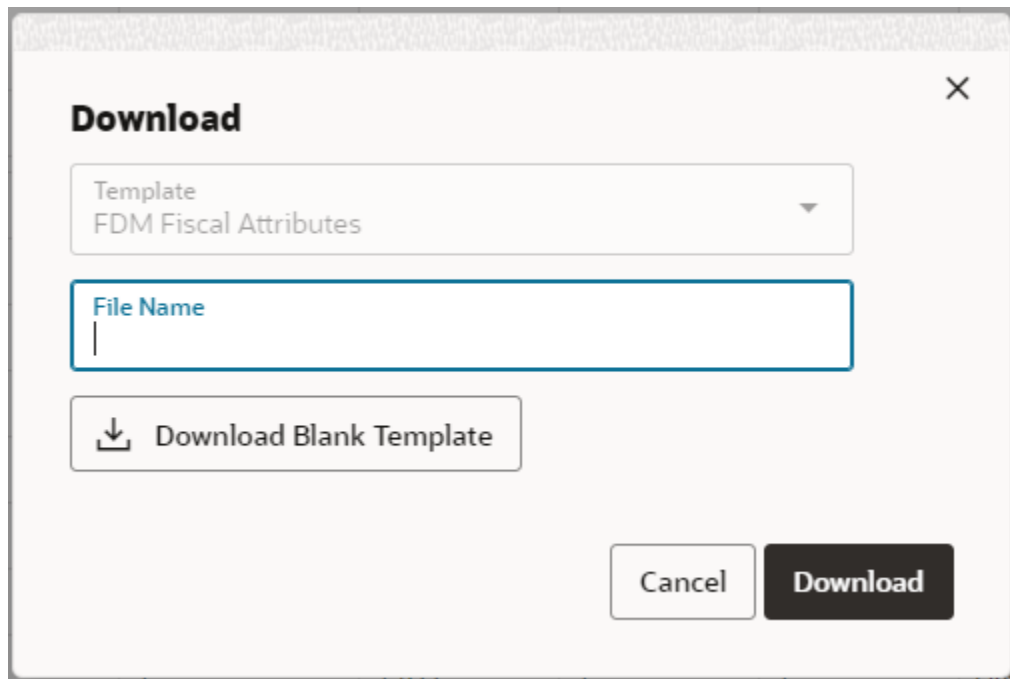 Download
Template
FDM Fiscal Attributes
File Name
Download Blank Template
Cancel
Download